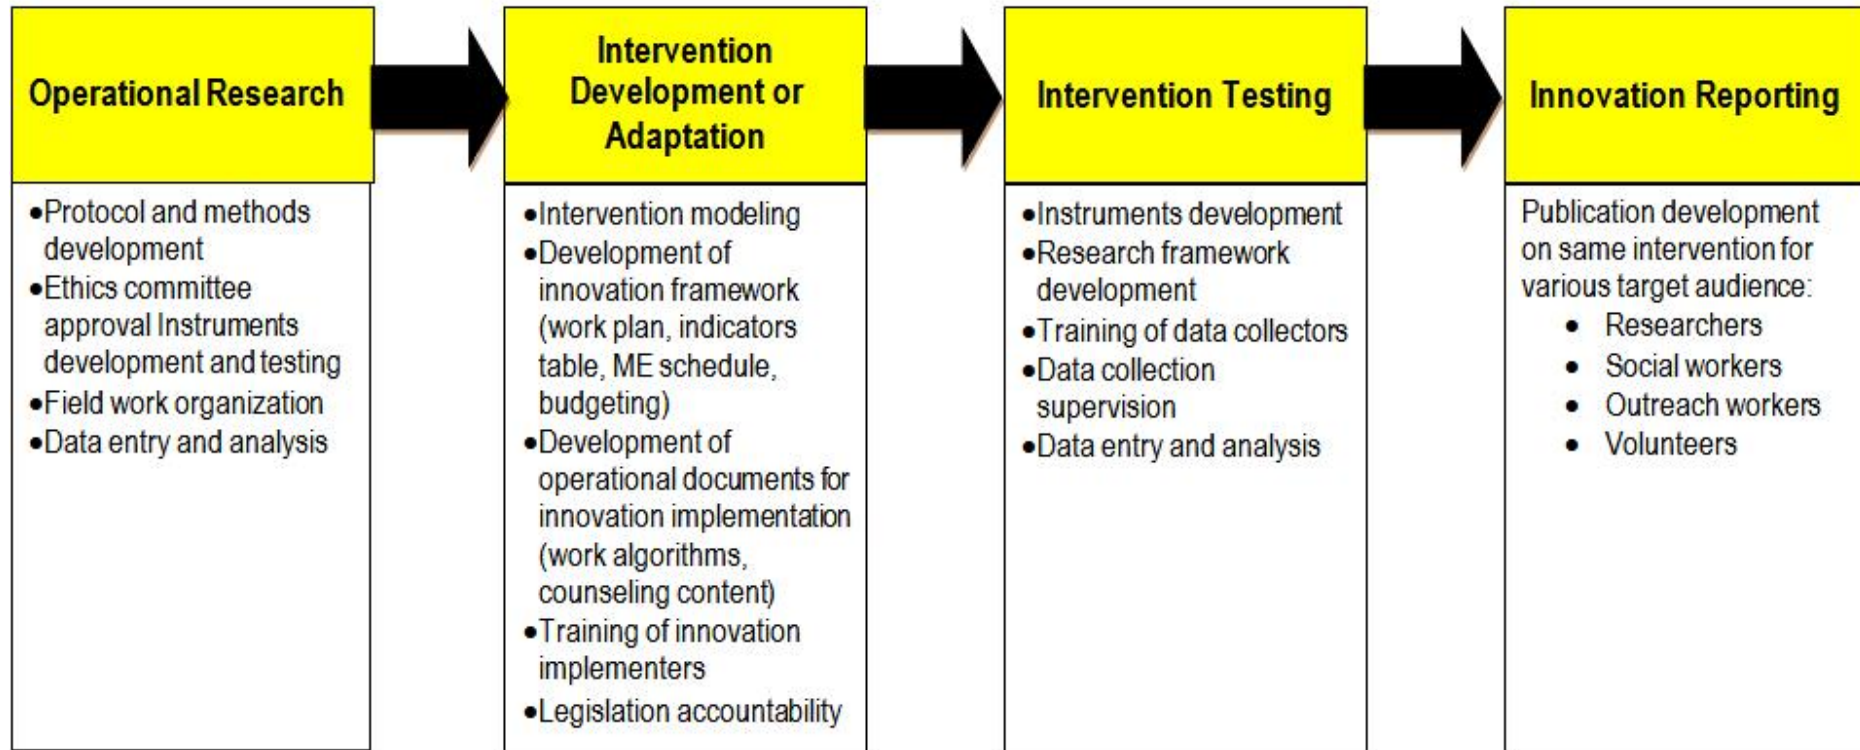 Operational Research
•Protocol and methods
development
•Ethics committee
approval Instruments
development and testing
•Field work organization
•Data entry and analysis
Intervention
Development or
Adaptation
•Intervention modeling
•Development of
innovation framework
(work plan, indicators
table, ME schedule,
budgeting)
•Development of
operational documents for
innovation implementation
(work algorithms,
counseling content)
•Training of innovation
implementers
•Legislation accountability
Intervention Testing
•Instruments development
•Research framework
development
•Training of data collectors
•Data collection
supervision
•Data entry and analysis
Innovation Reporting
Publication development
on same intervention for
various target audience:
• Researchers
• Social workers
• Outreach workers
• Volunteers